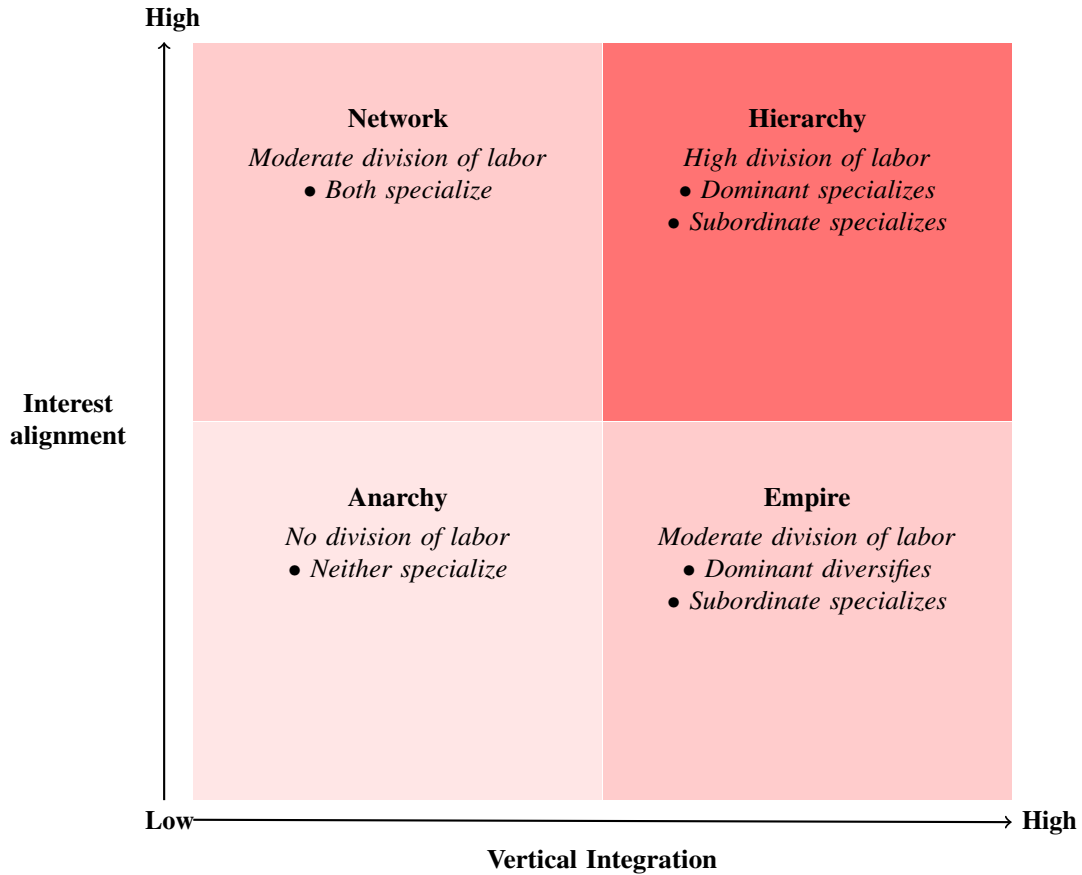 High
Network
Moderate division of labor
• Both specialize
Hierarchy
High division of labor
• Dominant specializes
• Subordinate specializes
Interest
alignment
Anarchy
No division of labor
• Neither specialize
Empire
Moderate division of labor
• Dominant diversifies
• Subordinate specializes
Low
High
Vertical Integration